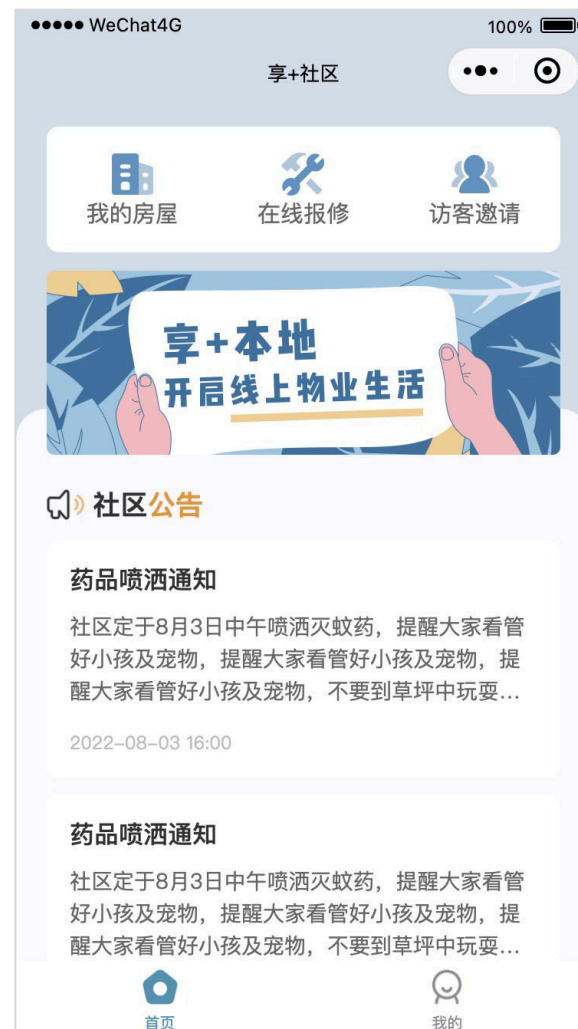 WeChat4G
100%
享+社区
我的房屋
在线报修
访客邀请
享+本地
开启线上物业生活
社区公告
药品喷洒通知
社区定于8月3日中午喷洒灭蚊药，提醒大家看管
好小孩及宠物，提醒大家看管好小孩及宠物，提
醒大家看管好小孩及宠物，不要到草坪中玩耍...
2022-08-03 16:00
药品喷洒通知
社区定于8月3日中午喷洒灭蚊药，提醒大家看管
好小孩及宠物，提醒大家看管好小孩及宠物，提
醒大家看管好小孩及宠物，不要到草坪中玩耍...
首页
我的